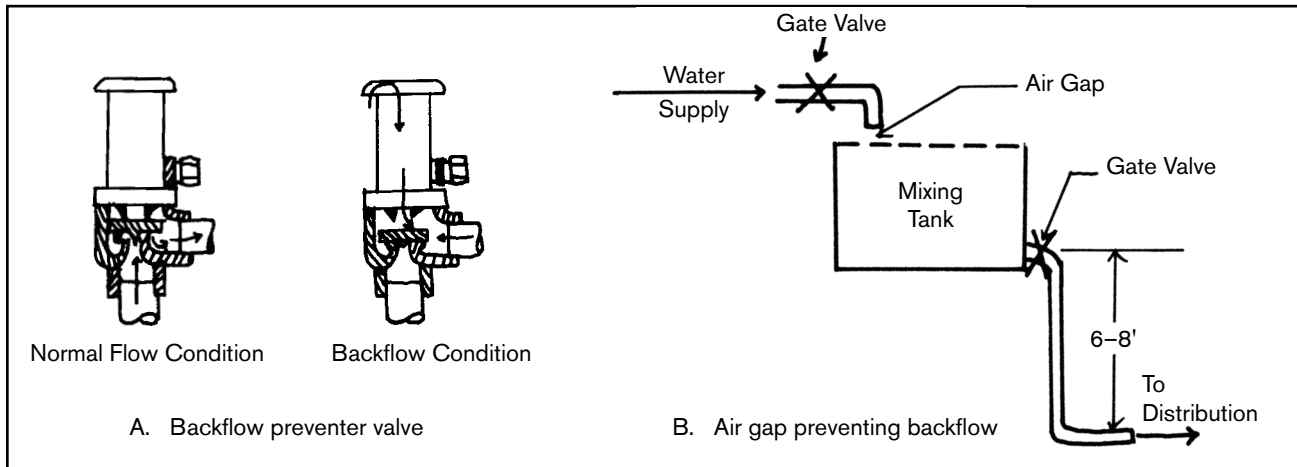 Normal Flow Condition
Backflow Condition
A. Backflow preventer valve
Gate Valve
Water
Supply
Air Gap
Mixing
Tank
Gate Valve
6–8'
To
Distribution
B. Air gap preventing backflow